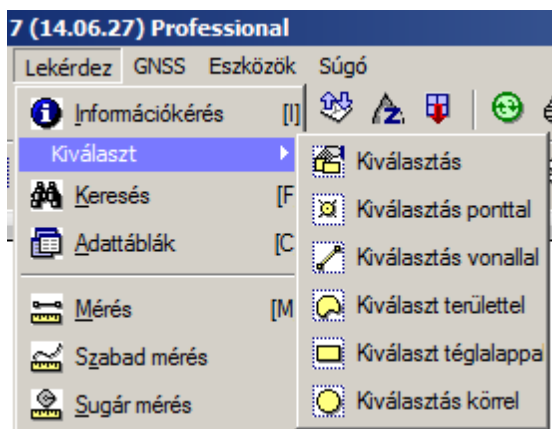 7 (14.06.27) Professional
Lekérdez GNSS Eszközök Súgó
Információkérés [I]
Kiválaszt
Keresés [F
Adattáblák [C
Mérés [M
Szabad mérés
Sugár mérés
Kiválasztás
Kiválasztás ponttal
Kiválasztás vonallal
Kiválaszt területtel
Kiválaszt téglalappal
Kiválasztás körrel